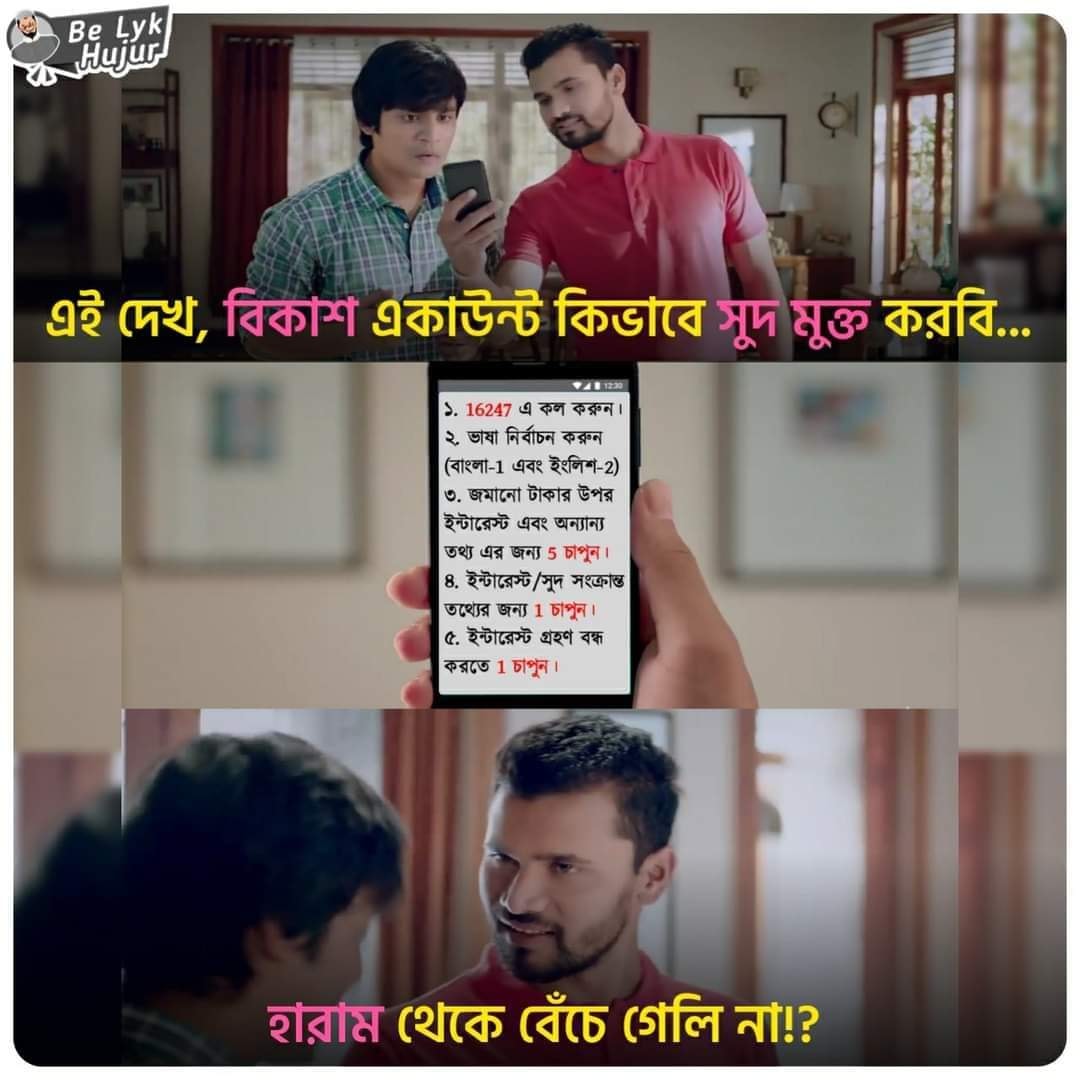 Be Lyk
Hujur
এই দেখ, বিকাশ একাউন্ট কিভাবে সুদ মুক্ত করবি...
12:30
১. 16247 এ কল করুন।
২. ভাষা নির্বাচন করুন
(বাংলা-1 এবং ইংলিশ-2)
৩. জমানো টাকার উপর
ইন্টারেস্ট এবং অন্যান্য
তথ্য এর জন্য 5 চাপুন।
৪. ইন্টারেস্ট/সুদ সংক্রান্ত
তথ্যের জন্য 1 চাপুন।
৫. ইন্টারেস্ট গ্রহণ বন্ধ
করতে 1 চাপুন।
হারাম থেকে বেঁচে গেলি না!?